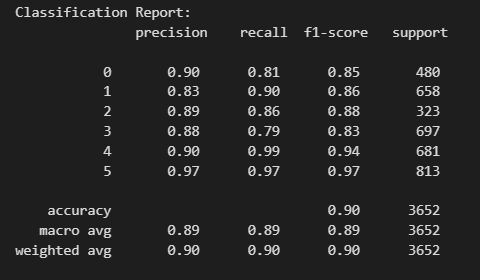 Classification Report:
precision recall f1-score support
0 0.90 0.81 0.85 480
1 0.83 0.90 0.86 658
2 0.89 0.86 0.88 323
3 0.88 0.79 0.83 697
4 0.90 0.99 0.94 681
5 0.97 0.97 0.97 813
accuracy 0.90 3652
macro avg 0.89 0.89 0.89 3652
weighted avg 0.90 0.90 0.90 3652